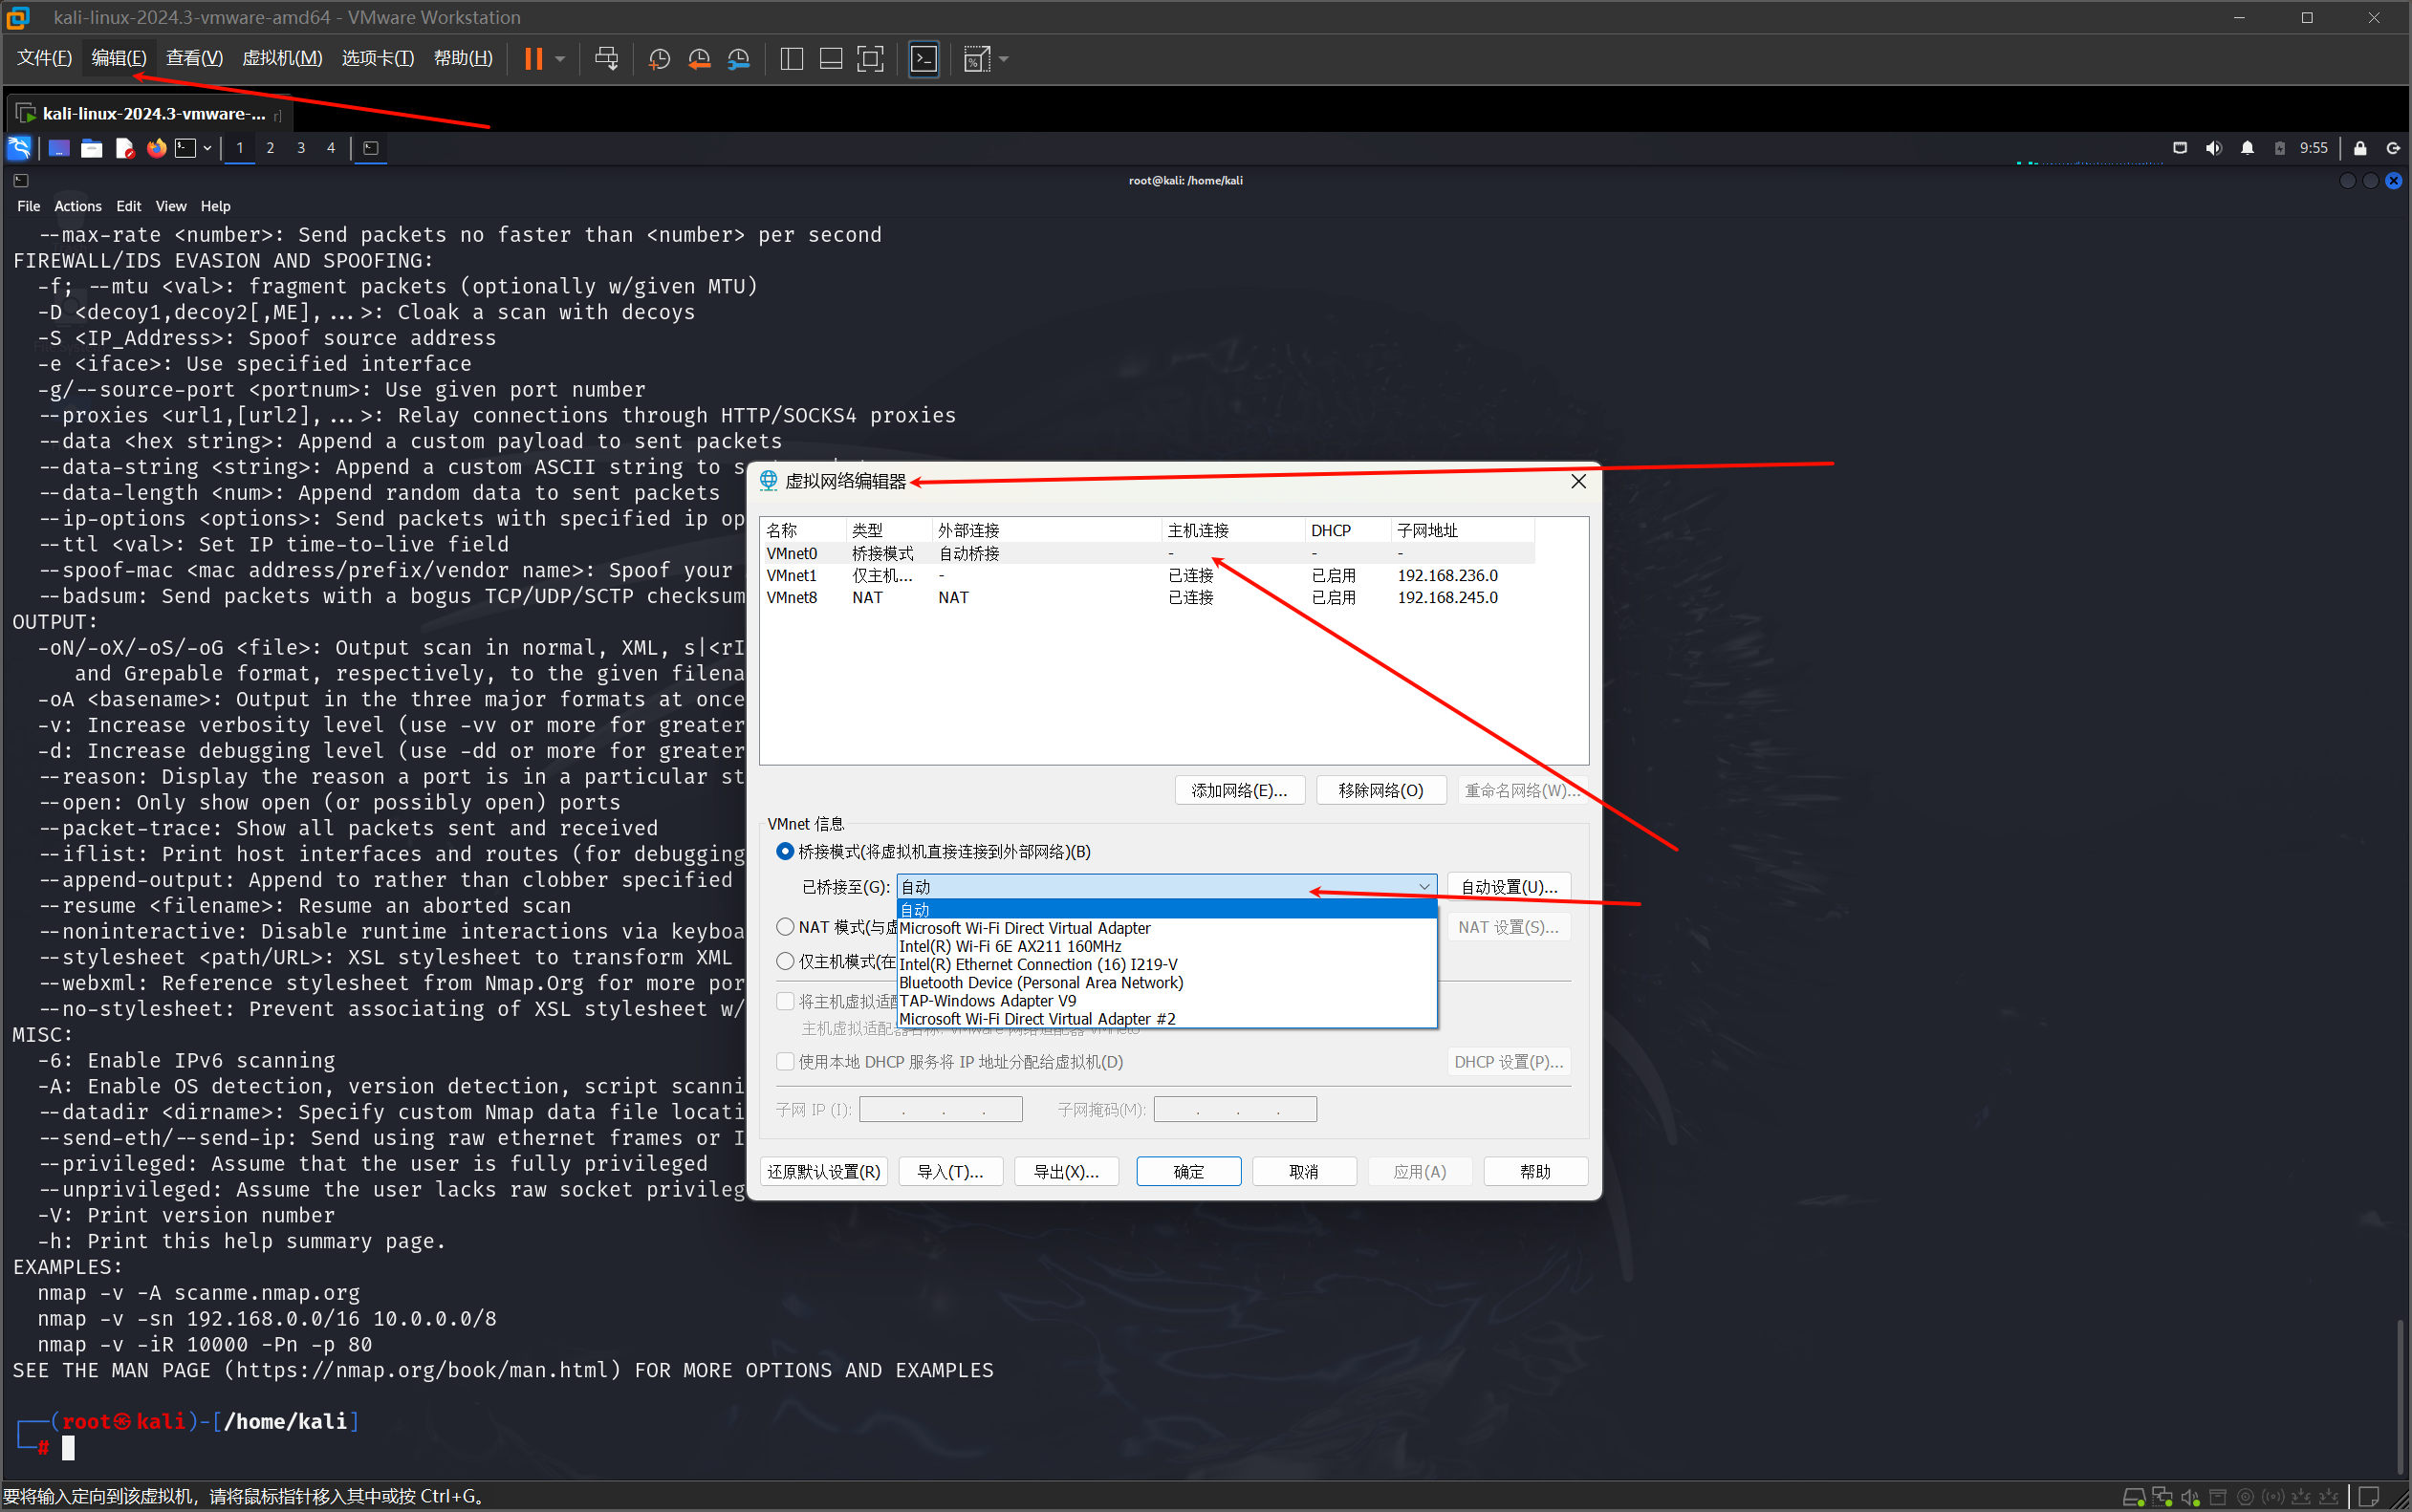 kali-linux-2024.3-vmware-amd64 - VMware Workstation
文件(F) 编辑(E) 查看(V) 虚拟机(M) 选项卡(T) 帮助(H)
kali-linux-2024.3-vmware-...
1 2 3 4
9:55
root@kali: /home/kali
File Actions Edit View Help
--max-rate <number>: Send packets no faster than <number> per second
FIREWALL/IDS EVASION AND SPOOFING:
-f; --mtu <val>: fragment packets (optionally w/given MTU)
-D <decoy1,decoy2[,ME],...>: Cloak a scan with decoys
-S <IP_Address>: Spoof source address
-e <iface>: Use specified interface
-g/--source-port <portnum>: Use given port number
--proxies <url1,[url2],...>: Relay connections through HTTP/SOCKS4 proxies
--data <hex string>: Append a custom payload to sent packets
--data-string <string>: Append a custom ASCII string to
--data-length <num>: Append random data to sent packets
--ip-options <options>: Send packets with specified ip op
--ttl <val>: Set IP time-to-live field
--spoof-mac <mac address/prefix/vendor name>: Spoof your
--badsum: Send packets with a bogus TCP/UDP/SCTP checksum
OUTPUT:
-oN/-oX/-oS/-oG <file>: Output scan in normal, XML, s|<rI
and Grepable format, respectively, to the given filena
-oA <basename>: Output in the three major formats at once
-v: Increase verbosity level (use -vv or more for greater
-d: Increase debugging level (use -dd or more for greater
--reason: Display the reason a port is in a particular st
--open: Only show open (or possibly open) ports
--packet-trace: Show all packets sent and received
--iflist: Print host interfaces and routes (for debugging
--append-output: Append to rather than clobber specified
--resume <filename>: Resume an aborted scan
--noninteractive: Disable runtime interactions via keyboa
--stylesheet <path/URL>: XSL stylesheet to transform XML
--webxml: Reference stylesheet from Nmap.Org for more por
--no-stylesheet: Prevent associating of XSL stylesheet w/
MISC:
-6: Enable IPv6 scanning
-A: Enable OS detection, version detection, script scanni
--datadir <dirname>: Specify custom Nmap data file locati
--send-eth/--send-ip: Send using raw ethernet frames or I
--privileged: Assume that the user is fully privileged
--unprivileged: Assume the user lacks raw socket privileg
-V: Print version number
-h: Print this help summary page.
EXAMPLES:
nmap -v -A scanme.nmap.org
nmap -v -sn 192.168.0.0/16 10.0.0.0/8
nmap -v -iR 10000 -Pn -p 80
SEE THE MAN PAGE (https://nmap.org/book/man.html) FOR MORE OPTIONS AND EXAMPLES
(root㉿kali)-[/home/kali]
#
虚拟网络编辑器
名称 类型 外部连接 主机连接 DHCP 子网地址
VMnet0 桥接模式 自动桥接 - - -
VMnet1 仅主机... - 已连接 已启用 192.168.236.0
VMnet8 NAT NAT 已连接 已启用 192.168.245.0
添加网络(E)... 移除网络(O) 重命名网络(W)...
VMnet 信息
桥接模式(将虚拟机直接连接到外部网络)(B)
已桥接至(G): 自动 自动设置(U)...
自动
Microsoft Wi-Fi Direct Virtual Adapter
Intel(R) Wi-Fi 6E AX211 160MHz
Intel(R) Ethernet Connection (16) I219-V
Bluetooth Device (Personal Area Network)
TAP-Windows Adapter V9
Microsoft Wi-Fi Direct Virtual Adapter #2
NAT 模式(与虚 NAT 设置(S)...
仅主机模式(在
将主机虚拟适配
主机虚拟适配器名称: VMware 网络适配器 VMnet0
使用本地 DHCP 服务将 IP 地址分配给虚拟机(D) DHCP 设置(P)...
子网 IP (I): . . . 子网掩码(M): . . .
还原默认设置(R) 导入(T)... 导出(X)... 确定 取消 应用(A) 帮助
要将输入定向到该虚拟机，请将鼠标指针移入其中或按 Ctrl+G。